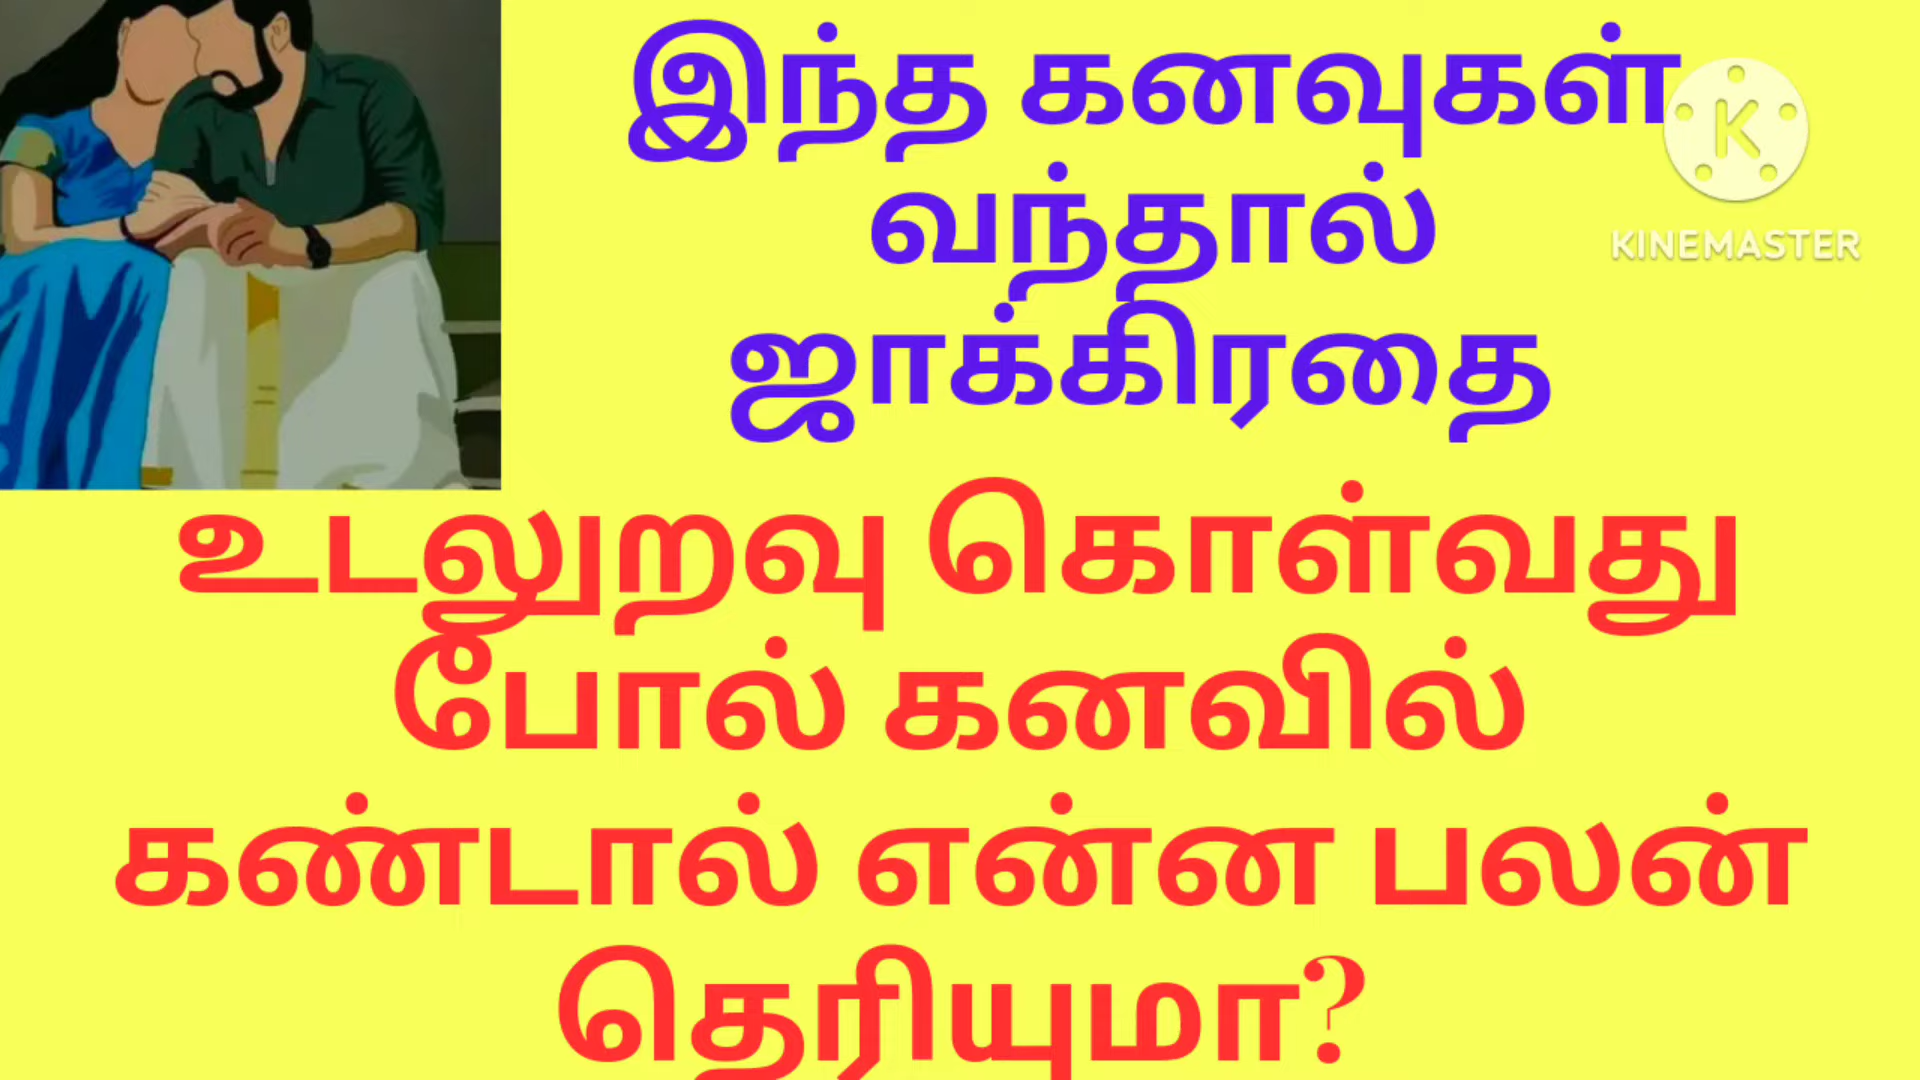 இந்த கனவுகள்
வந்தால்
ஜாக்கிரதை
K
KINEMASTER
உடலுறவு கொள்வது
போல் கனவில்
கண்டால் என்ன பலன்
தெரியுமா?